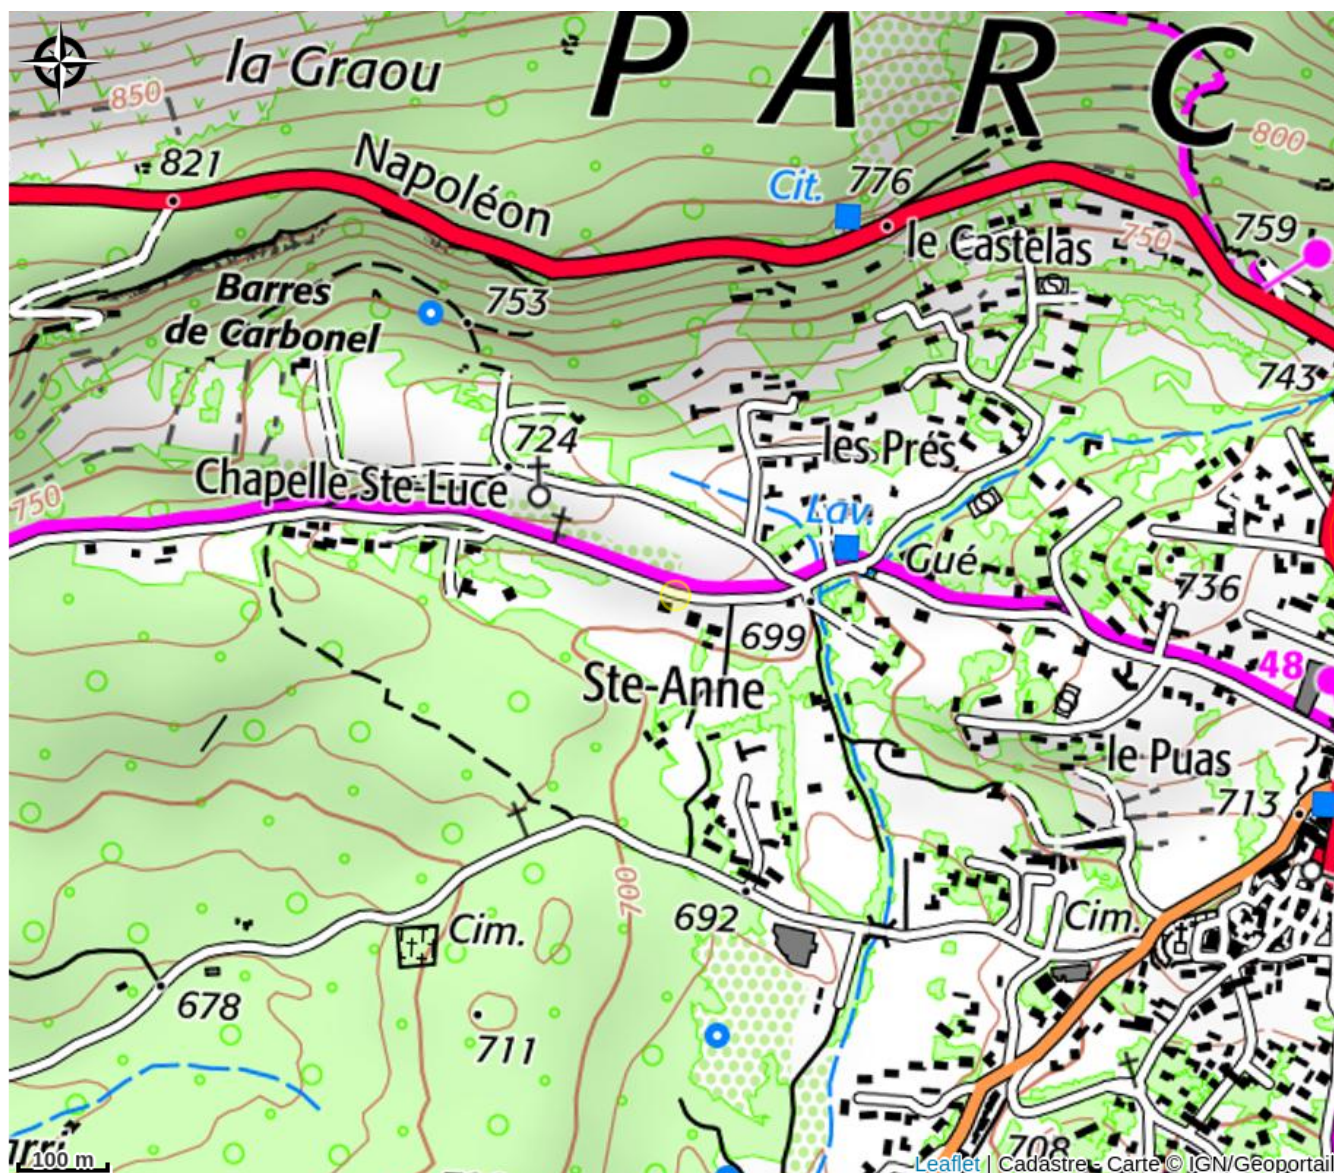 la Graou
PARC
850
800
821
Napoléon
Cit.
776
759
le Castelas
750
Barres
de Carbonel
753
743
724
les Prés
Chapelle Ste-Luce
750
Lav.
Gué
736
699
48
Ste-Anne
le Puas
713
700
692
Cim.
Cim.
678
711
708
100 m
Leaflet | Cadastre - Carte © IGN/Geoportail